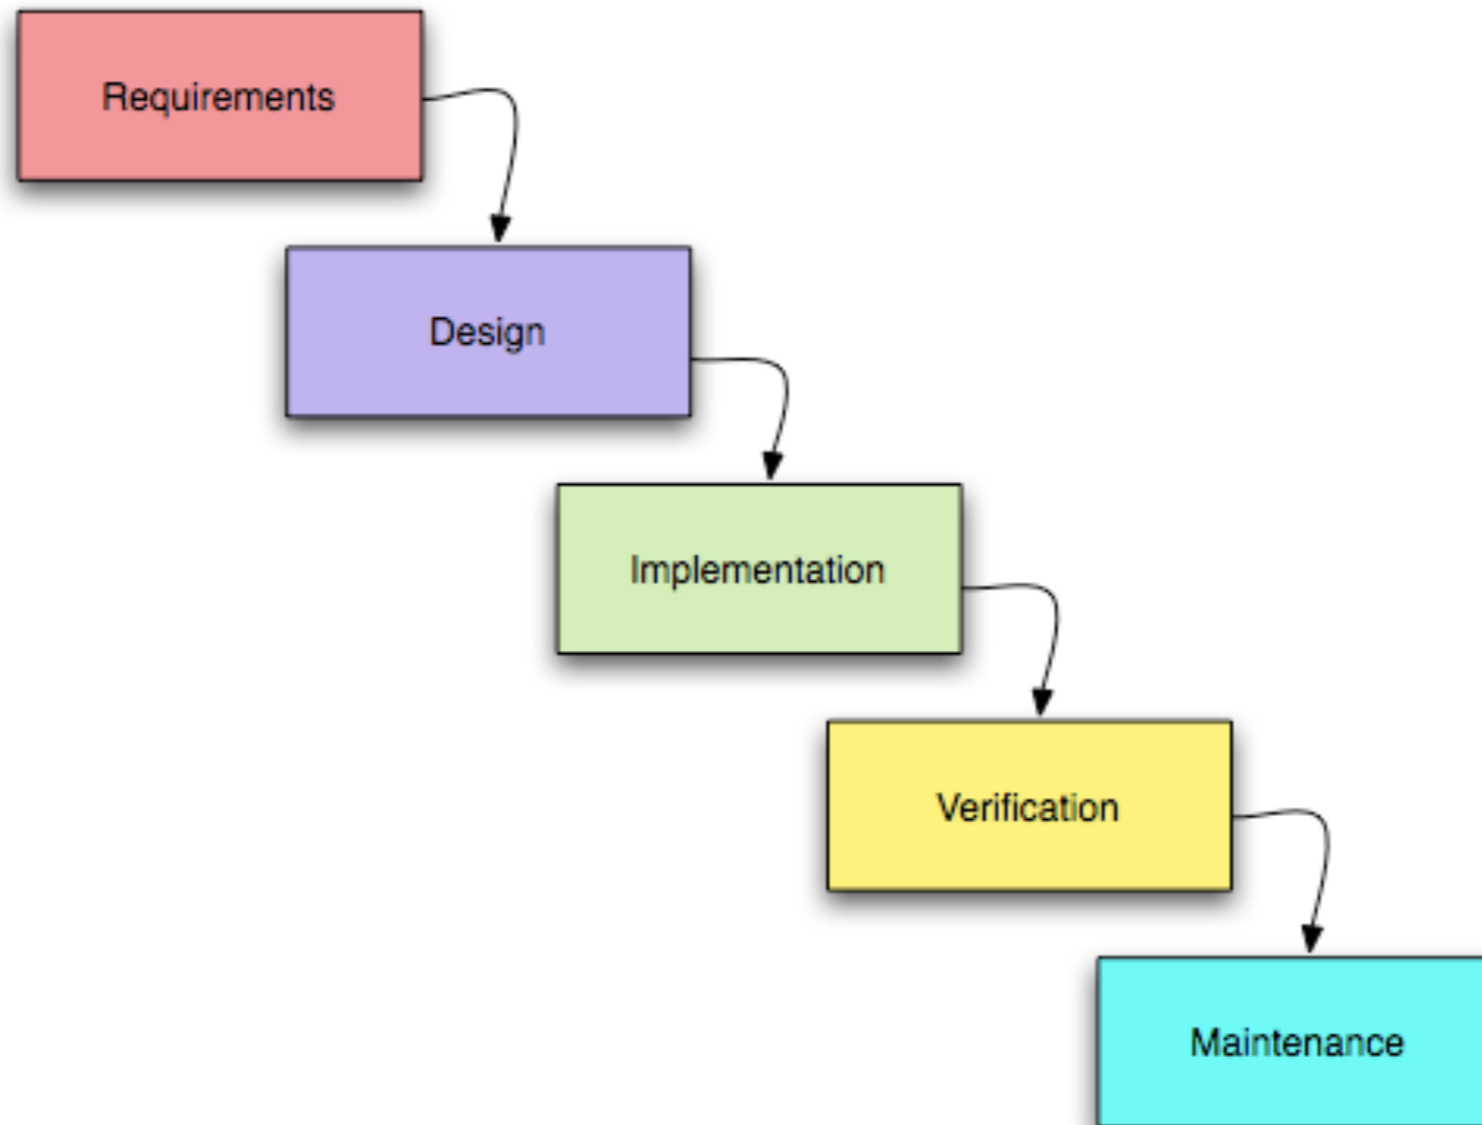 Requirements
Design
Implementation
Verification
Maintenance